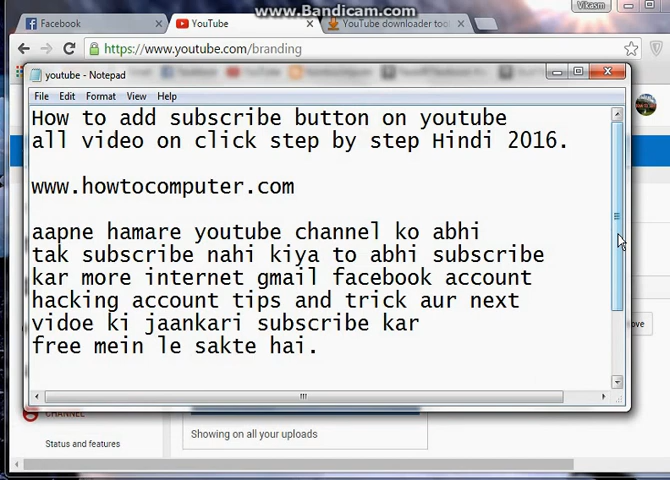 www.Bandicam.com
Vikasm
Facebook
YouTube
YouTube downloader too
https://www.youtube.com/branding
youtube - Notepad
File Edit Format View Help
How to add subscribe button on youtube
all video on click step by step Hindi 2016.
www.howtocomputer.com
aapne hamare youtube channel ko abhi
tak subscribe nahi kiya to abhi subscribe
kar more internet gmail facebook account
hacking account tips and trick aur next
vidoe ki jaankari subscribe kar
free mein le sakte hai.
ove
CHANNEL
Showing on all your uploads
Status and features